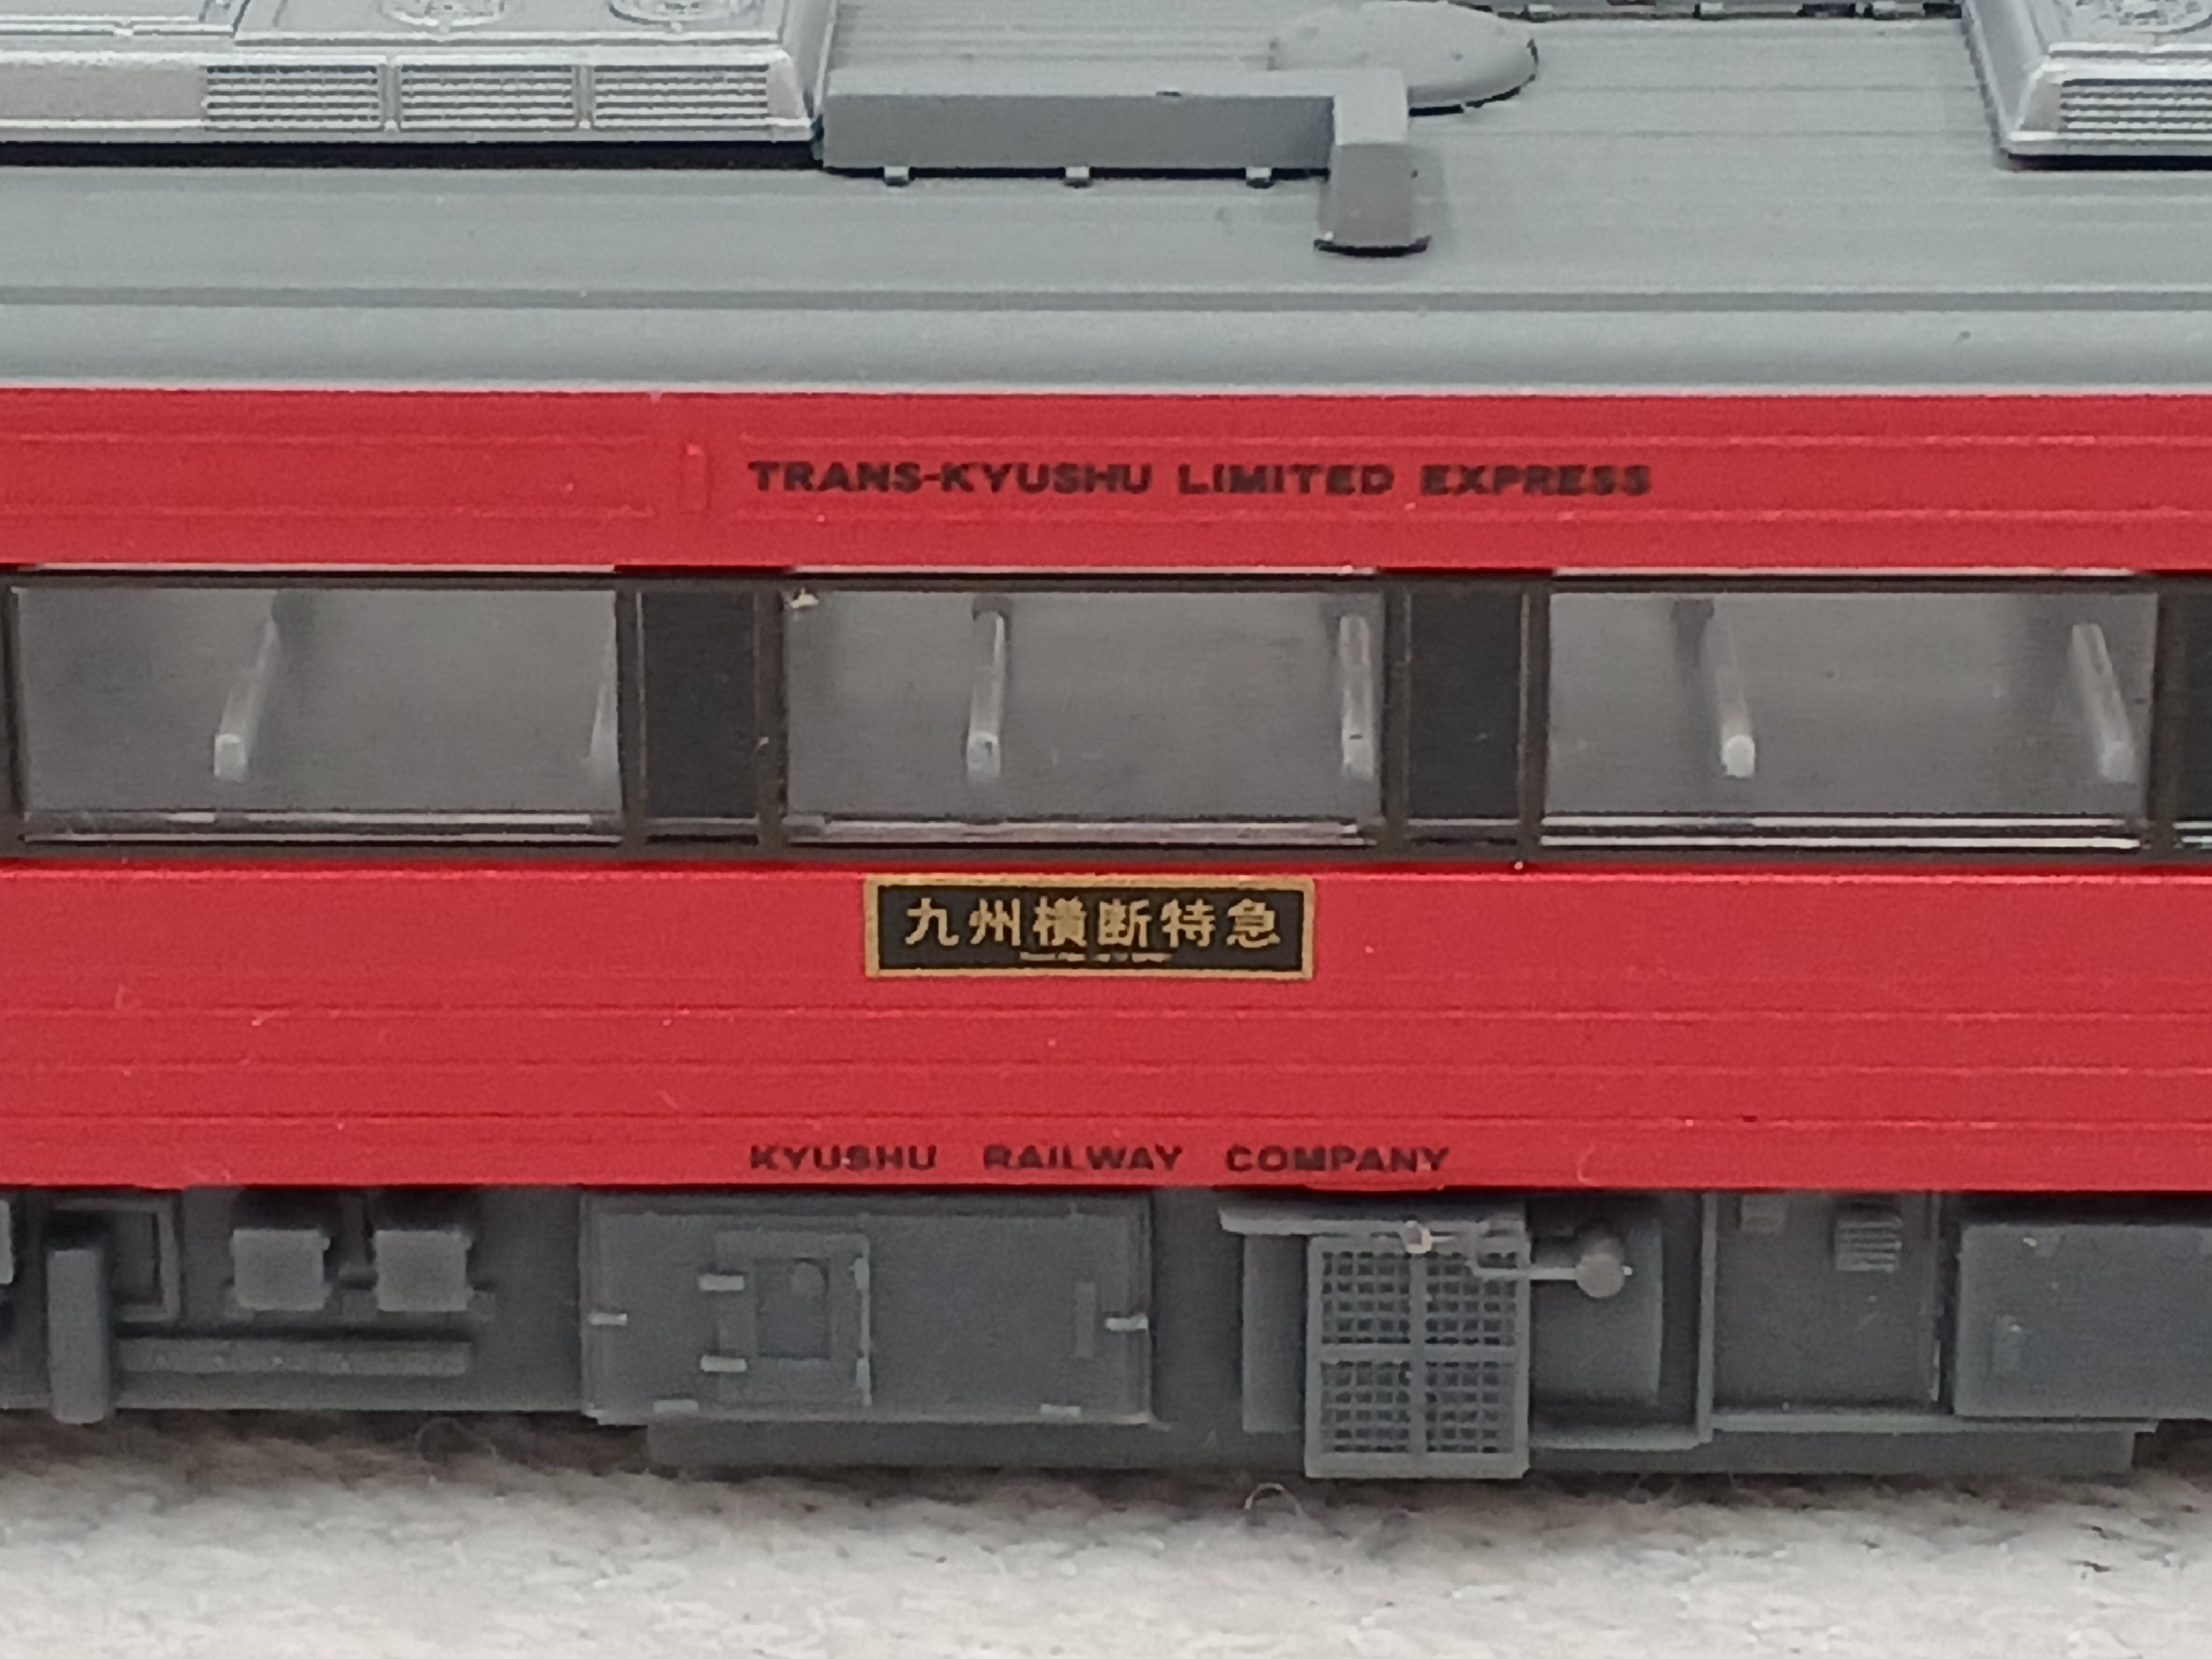 TRANS-KYUSHU LIMITED EXPRESS
九州横断特急
KYUSHU RAILWAY COMPANY